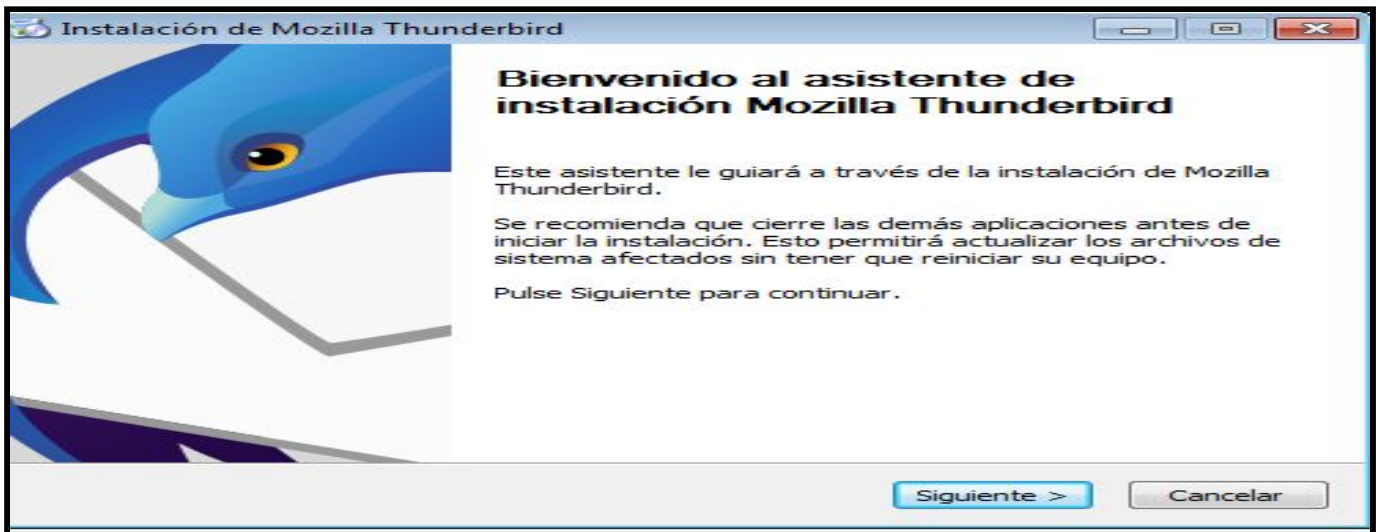 Instalación de Mozilla Thunderbird
Bienvenido al asistente de
instalación Mozilla Thunderbird
Este asistente le guiará a través de la instalación de Mozilla
Thunderbird.
Se recomienda que cierre las demás aplicaciones antes de
iniciar la instalación. Esto permitirá actualizar los archivos de
sistema afectados sin tener que reiniciar su equipo.
Pulse Siguiente para continuar.
Siguiente >
Cancelar